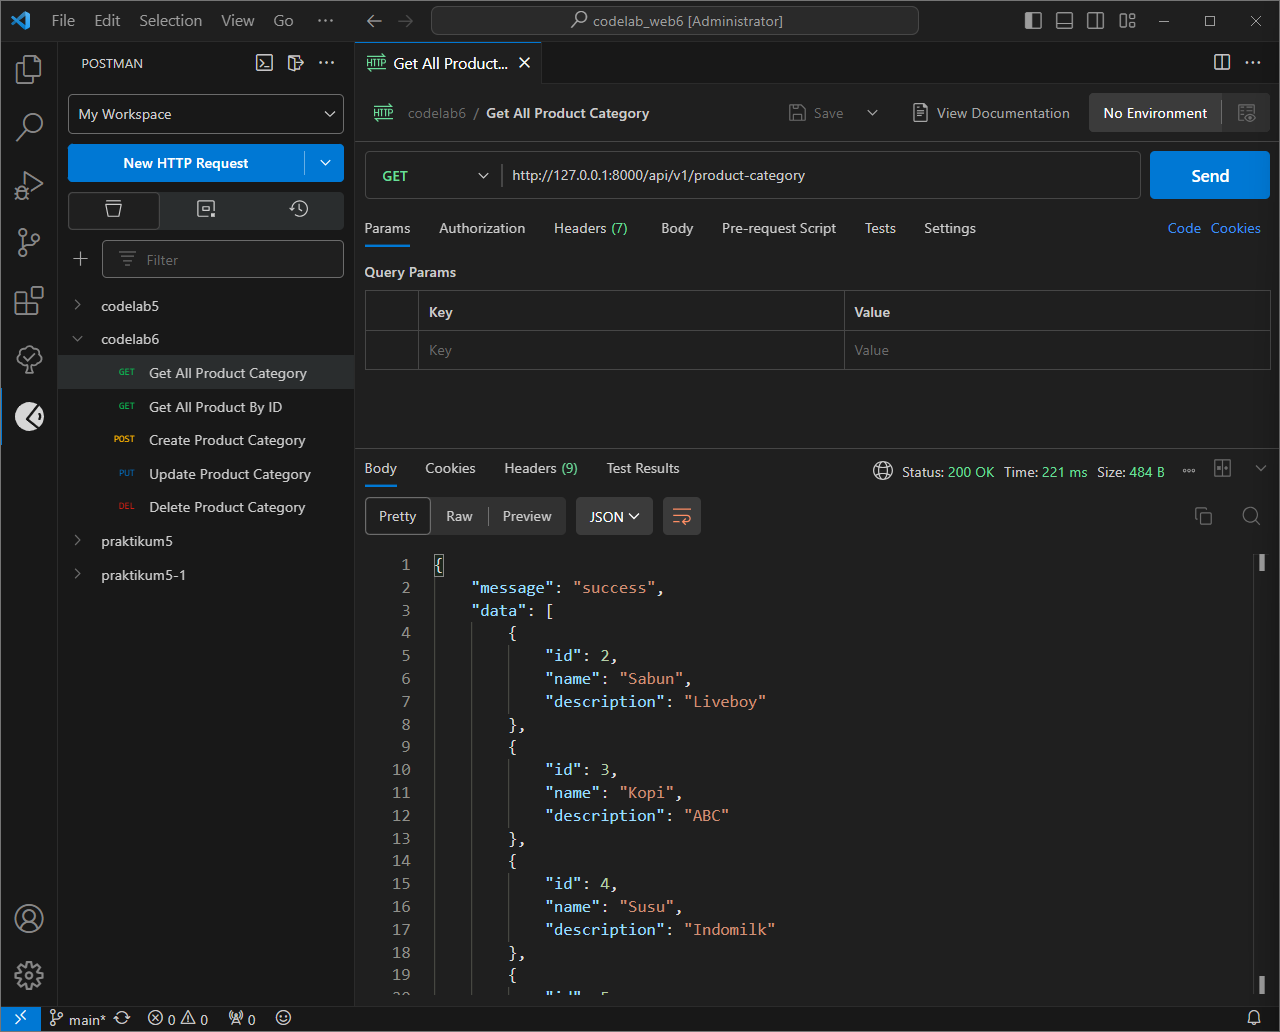 File Edit Selection View Go ···
codelab_web6 [Administrator]
POSTMAN
My Workspace
New HTTP Request
Filter
codelab5
codelab6
GET Get All Product Category
GET Get All Product By ID
POST Create Product Category
PUT Update Product Category
DEL Delete Product Category
praktikum5
praktikum5-1
HTTP Get All Product...
HTTP codelab6 / Get All Product Category
Save
View Documentation
No Environment
GET http://127.0.0.1:8000/api/v1/product-category
Send
Params Authorization Headers (7) Body Pre-request Script Tests Settings Code Cookies
Query Params
Key Value
Key Value
Body Cookies Headers (9) Test Results
Status: 200 OK Time: 221 ms Size: 484 B
Pretty Raw Preview JSON
1 {
2 "message": "success",
3 "data": [
4 {
5 "id": 2,
6 "name": "Sabun",
7 "description": "Liveboy"
8 },
9 {
10 "id": 3,
11 "name": "Kopi",
12 "description": "ABC"
13 },
14 {
15 "id": 4,
16 "name": "Susu",
17 "description": "Indomilk"
18 },
19 {
20 "id": 5,
main* 0 0 0